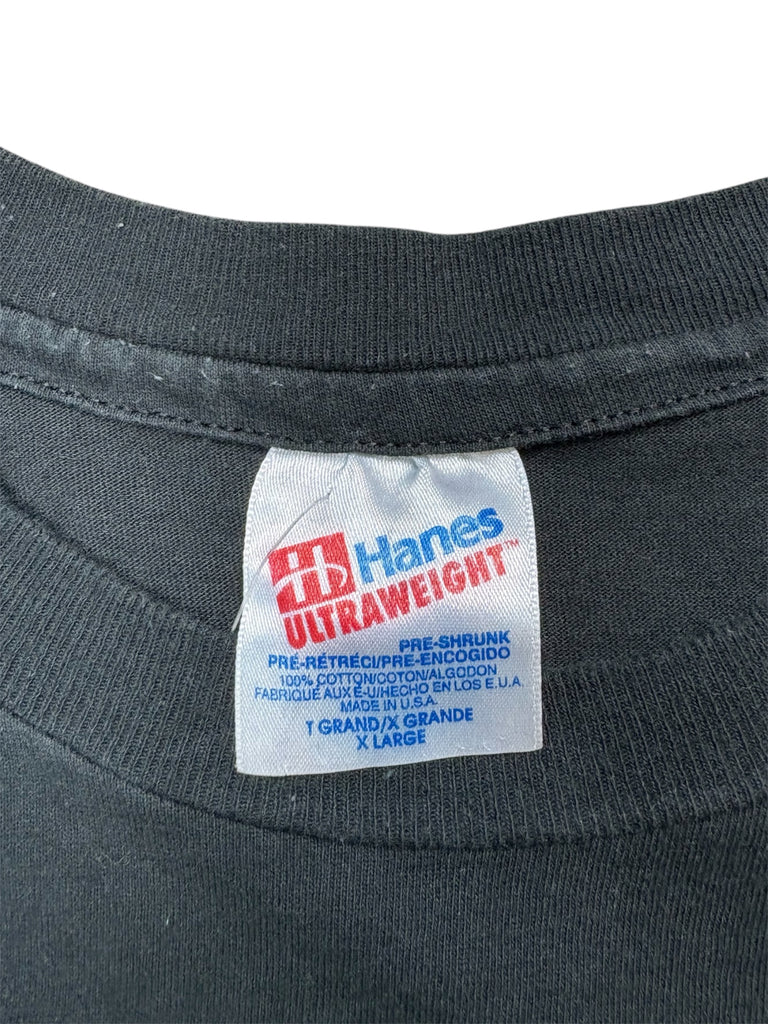 H Hanes
ULTRAWEIGHT™
PRE-SHRUNK
PRÉ-RÉTRÉCI/PRE-ENCOGIDO
100% COTTON/COTON/ALGODON
FABRIQUÉ AUX É-U/HECHO EN LOS E.U.A.
MADE IN U.S.A.
T GRAND/X GRANDE
X LARGE